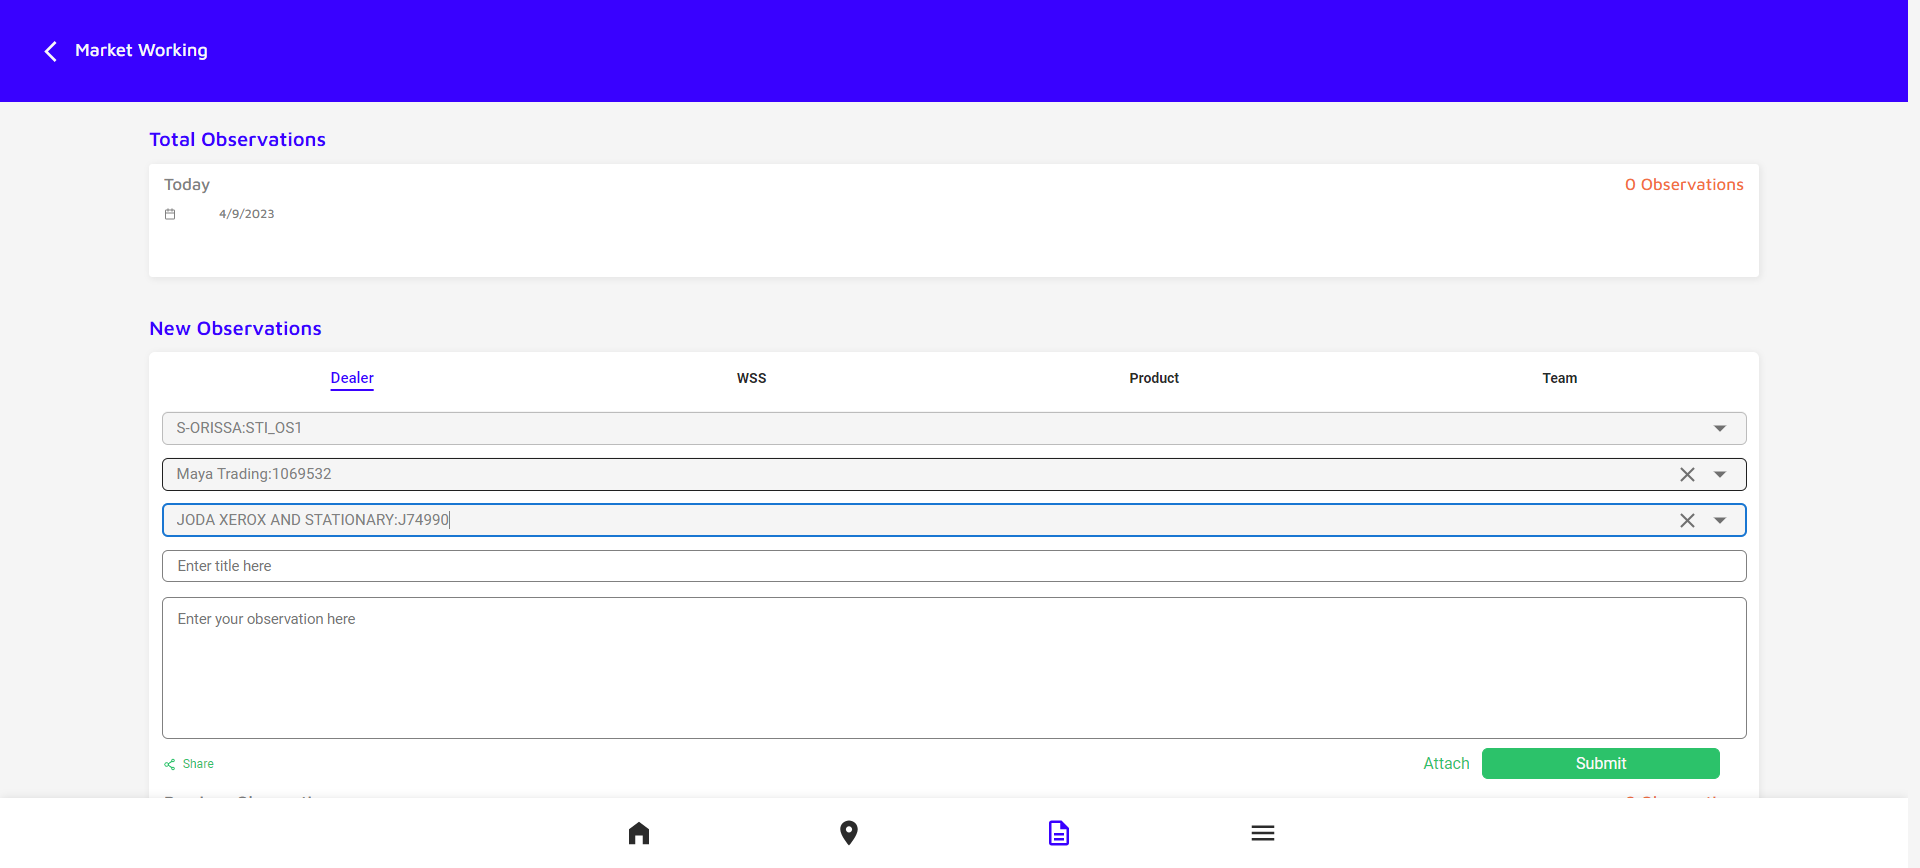 Market Working
Total Observations
Today
0 Observations
4/9/2023
New Observations
Dealer
WSS
Product
Team
S-ORISSA:STI_OS1
Maya Trading:1069532
JODA XEROX AND STATIONARY:J74990
Enter title here
Enter your observation here
Share
Attach
Submit